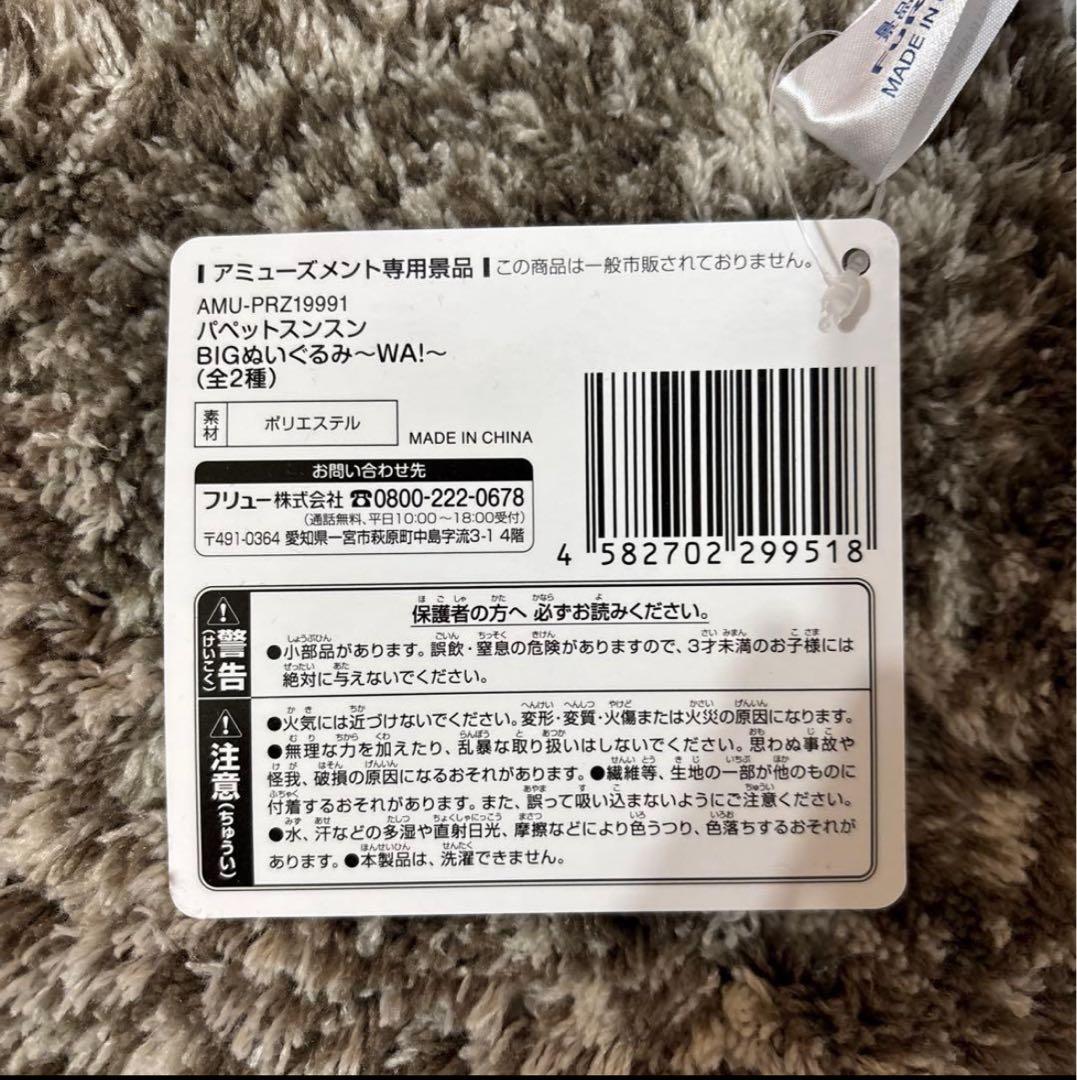 景品
MADE IN
アミューズメント専用景品 この商品は一般市販されておりません。
AMU-PRZ19991
パペットスンスン
BIGぬいぐるみ〜WA!〜
(全2種)
素材 ポリエステル
MADE IN CHINA
お問い合わせ先
フリュー株式会社 ☎0800-222-0678
(通話無料、平日10:00〜18:00受付)
〒491-0364 愛知県一宮市萩原町中島字流3-1 4階
4 582702 299518
警告(けいこく)
保護者の方へ 必ずお読みください。
●小部品があります。誤飲・窒息の危険がありますので、3才未満のお子様には
絶対に与えないでください。
注意(ちゅうい)
●火気には近づけないでください。変形・変質・火傷または火災の原因になります。
●無理な力を加えたり、乱暴な取り扱いはしないでください。思わぬ事故や
怪我、破損の原因になるおそれがあります。●繊維等、生地の一部が他のものに
付着するおそれがあります。また、誤って吸い込まないようにご注意ください。
●水、汗などの多湿や直射日光、摩擦などにより色うつり、色落ちするおそれが
あります。●本製品は、洗濯できません。